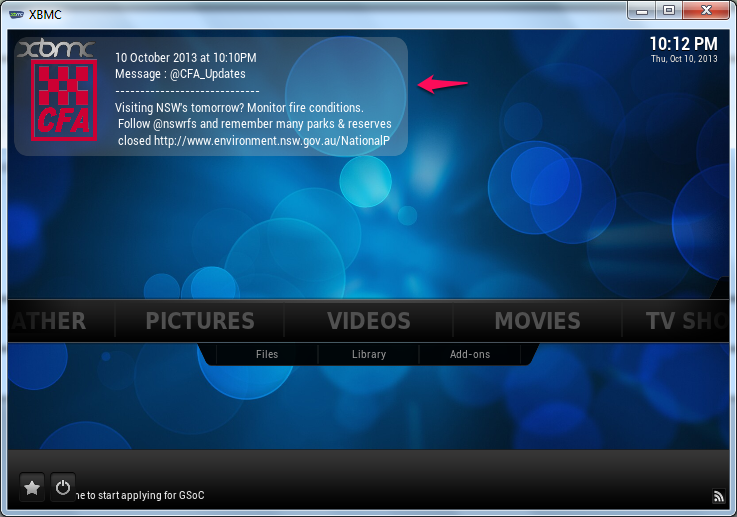 XBMC
xbmc
10:12 PM
Thu, Oct 10, 2013
CFA
10 October 2013 at 10:10PM
Message : @CFA_Updates
-----------------------------
Visiting NSW's tomorrow? Monitor fire conditions.
Follow @nswrfs and remember many parks & reserves
closed http://www.environment.nsw.gov.au/NationalP
ATHER PICTURES VIDEOS MOVIES TV SHO
Files Library Add-ons
ne to start applying for GSoC